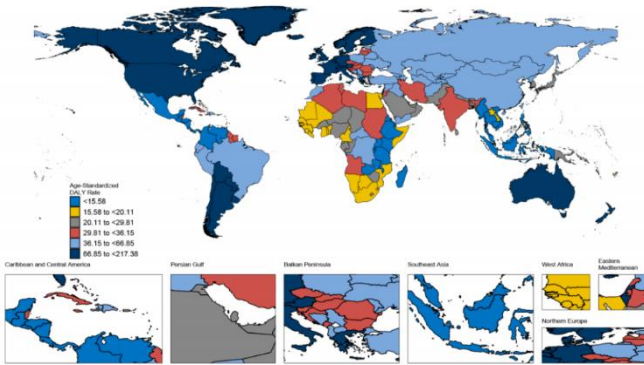 Age-Standardized
DALY Rate
<15.58
15.58 to <20.11
20.11 to <29.81
29.81 to <36.15
36.15 to <66.85
66.85 to <217.38
Caribbean and Central America
Persian Gulf
Balkan Peninsula
Southeast Asia
West Africa
Eastern
Mediterranean
Northern Europe